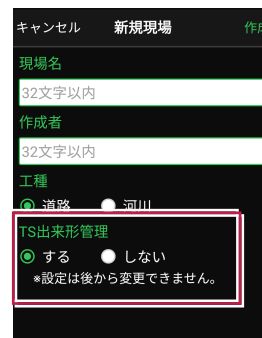 キャンセル 新規現場 作成
現場名
32文字以内
作成者
32文字以内
工種
道路 河川
TS出来形管理
する しない
※設定は後から変更できません。